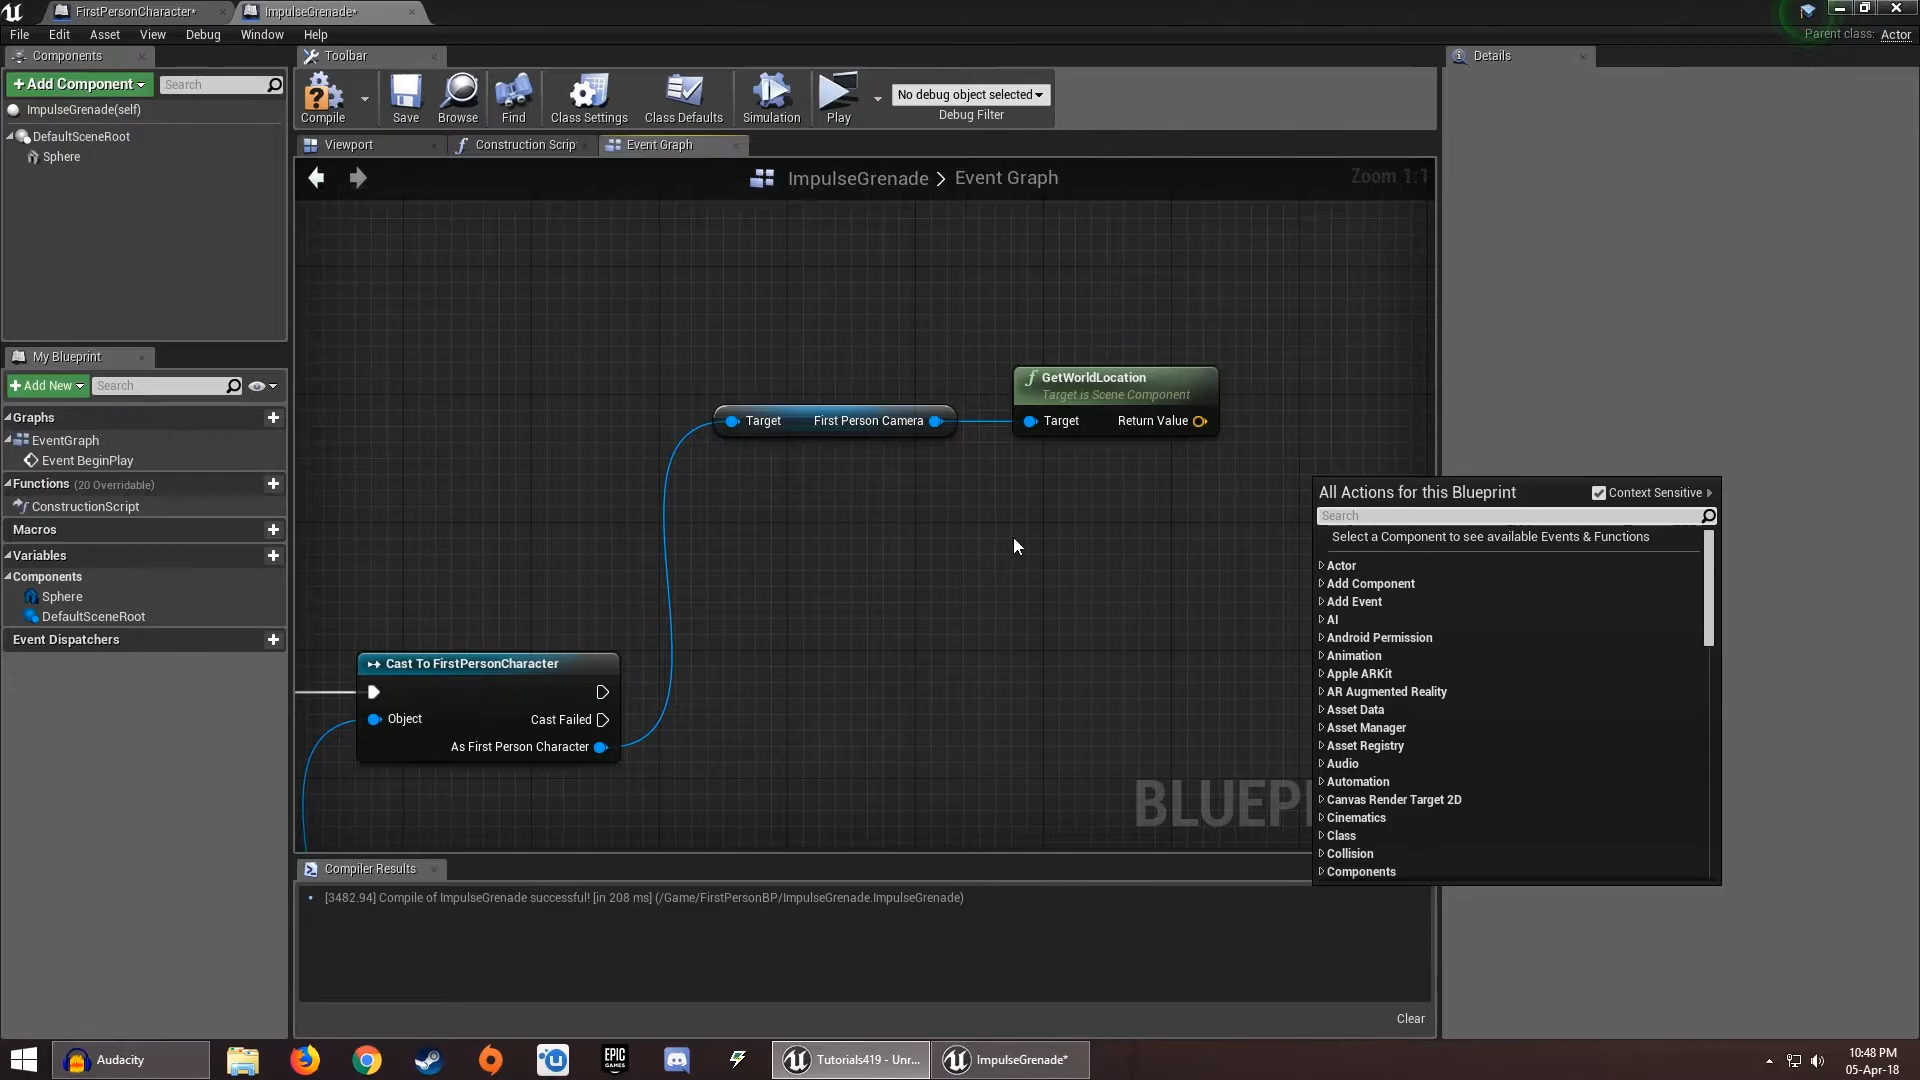 FirstPersonCharacter*
ImpulseGrenade*
File Edit Asset View Debug Window Help
Parent class: Actor
Components
Toolbar
Details
+Add Component
Search
ImpulseGrenade(self)
DefaultSceneRoot
Sphere
Compile
Save
Browse
Find
Class Settings
Class Defaults
Simulation
Play
No debug object selected
Debug Filter
Viewport
Construction Scrip
Event Graph
ImpulseGrenade > Event Graph
Zoom 1:1
My Blueprint
+Add New
Search
Graphs
EventGraph
Event BeginPlay
Functions (20 Overridable)
ConstructionScript
Macros
Variables
Components
Sphere
DefaultSceneRoot
Event Dispatchers
GetWorldLocation
Target is Scene Component
Target First Person Camera
Target Return Value
Cast To FirstPersonCharacter
Object
Cast Failed
As First Person Character
BLUEP
All Actions for this Blueprint
Context Sensitive
Search
Select a Component to see available Events & Functions
Actor
Add Component
Add Event
AI
Android Permission
Animation
Apple ARKit
AR Augmented Reality
Asset Data
Asset Manager
Asset Registry
Audio
Automation
Canvas Render Target 2D
Cinematics
Class
Collision
Components
Compiler Results
[3482.94] Compile of ImpulseGrenade successful! [in 208 ms] (/Game/FirstPersonBP/ImpulseGrenade.ImpulseGrenade)
Clear
Audacity
EPIC
GAMES
Tutorials419 - Unr...
ImpulseGrenade*
10:48 PM
05-Apr-18